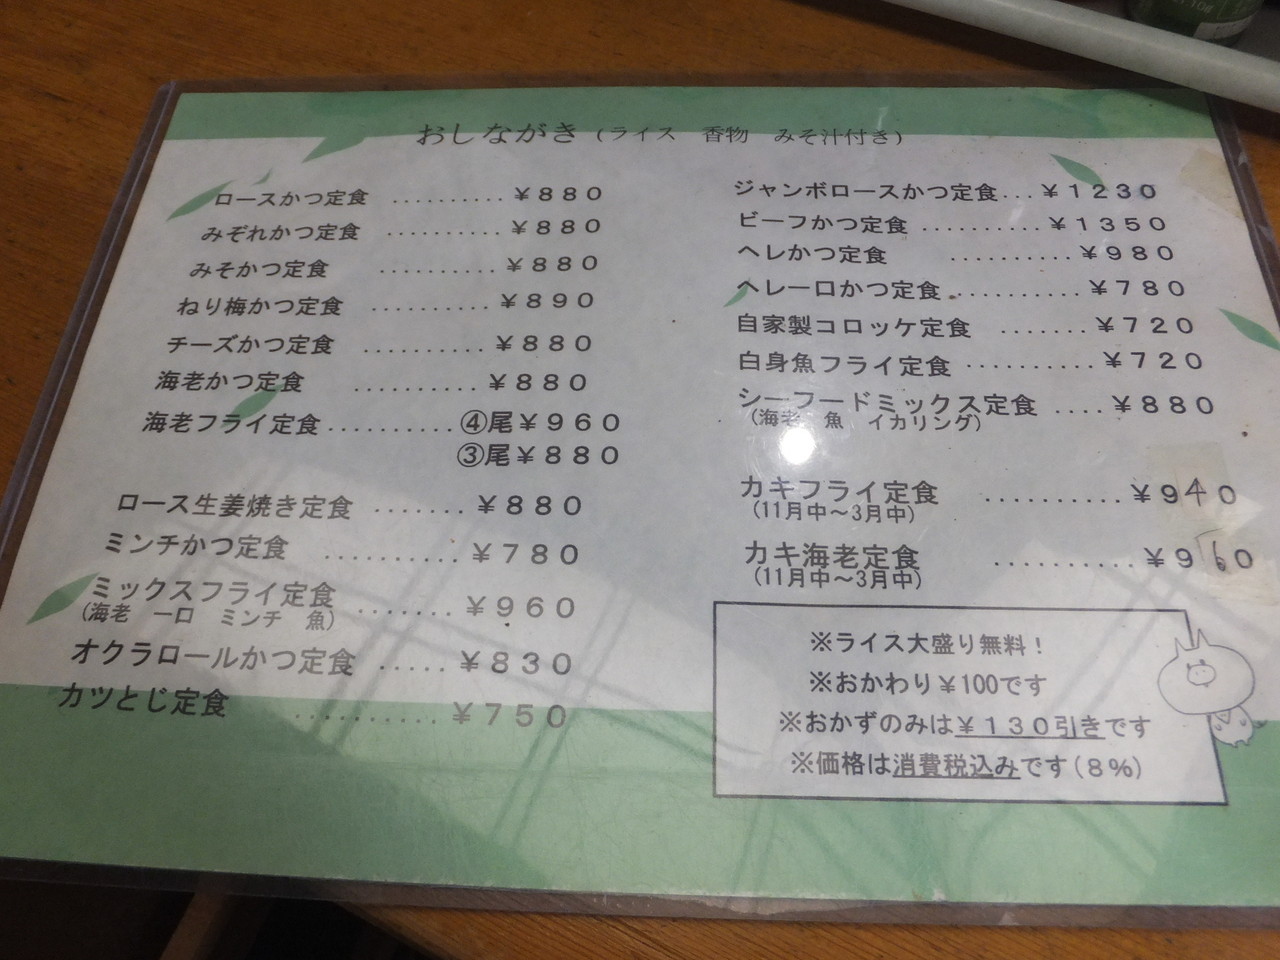 おしながき(ライス 香物 みそ汁付き)
ロースかつ定食 .......... ¥880
みぞれかつ定食 .......... ¥880
みそかつ定食 .......... ¥880
ねり梅かつ定食 .......... ¥890
チーズかつ定食 .......... ¥880
海老かつ定食 .......... ¥880
海老フライ定食 .......... ④尾¥960
③尾¥880
ロース生姜焼き定食 ....... ¥880
ミンチかつ定食 .......... ¥780
ミックスフライ定食 ....... ¥960
(海老 一口 ミンチ 魚)
オクラロールかつ定食 ..... ¥830
カツとじ定食 .......... ¥750
ジャンボロースかつ定食 ... ¥1230
ビーフかつ定食 .......... ¥1350
ヘレかつ定食 .......... ¥980
ヘレ一口かつ定食 .......... ¥780
自家製コロッケ定食 ....... ¥720
白身魚フライ定食 .......... ¥720
シーフードミックス定食 .... ¥880
(海老 魚 イカリング)
カキフライ定食 .......... ¥940
(11月中〜3月中)
カキ海老定食 .......... ¥960
(11月中〜3月中)
※ライス大盛り無料!
※おかわり¥100です
※おかずのみは¥130引きです
※価格は消費税込みです(8%)